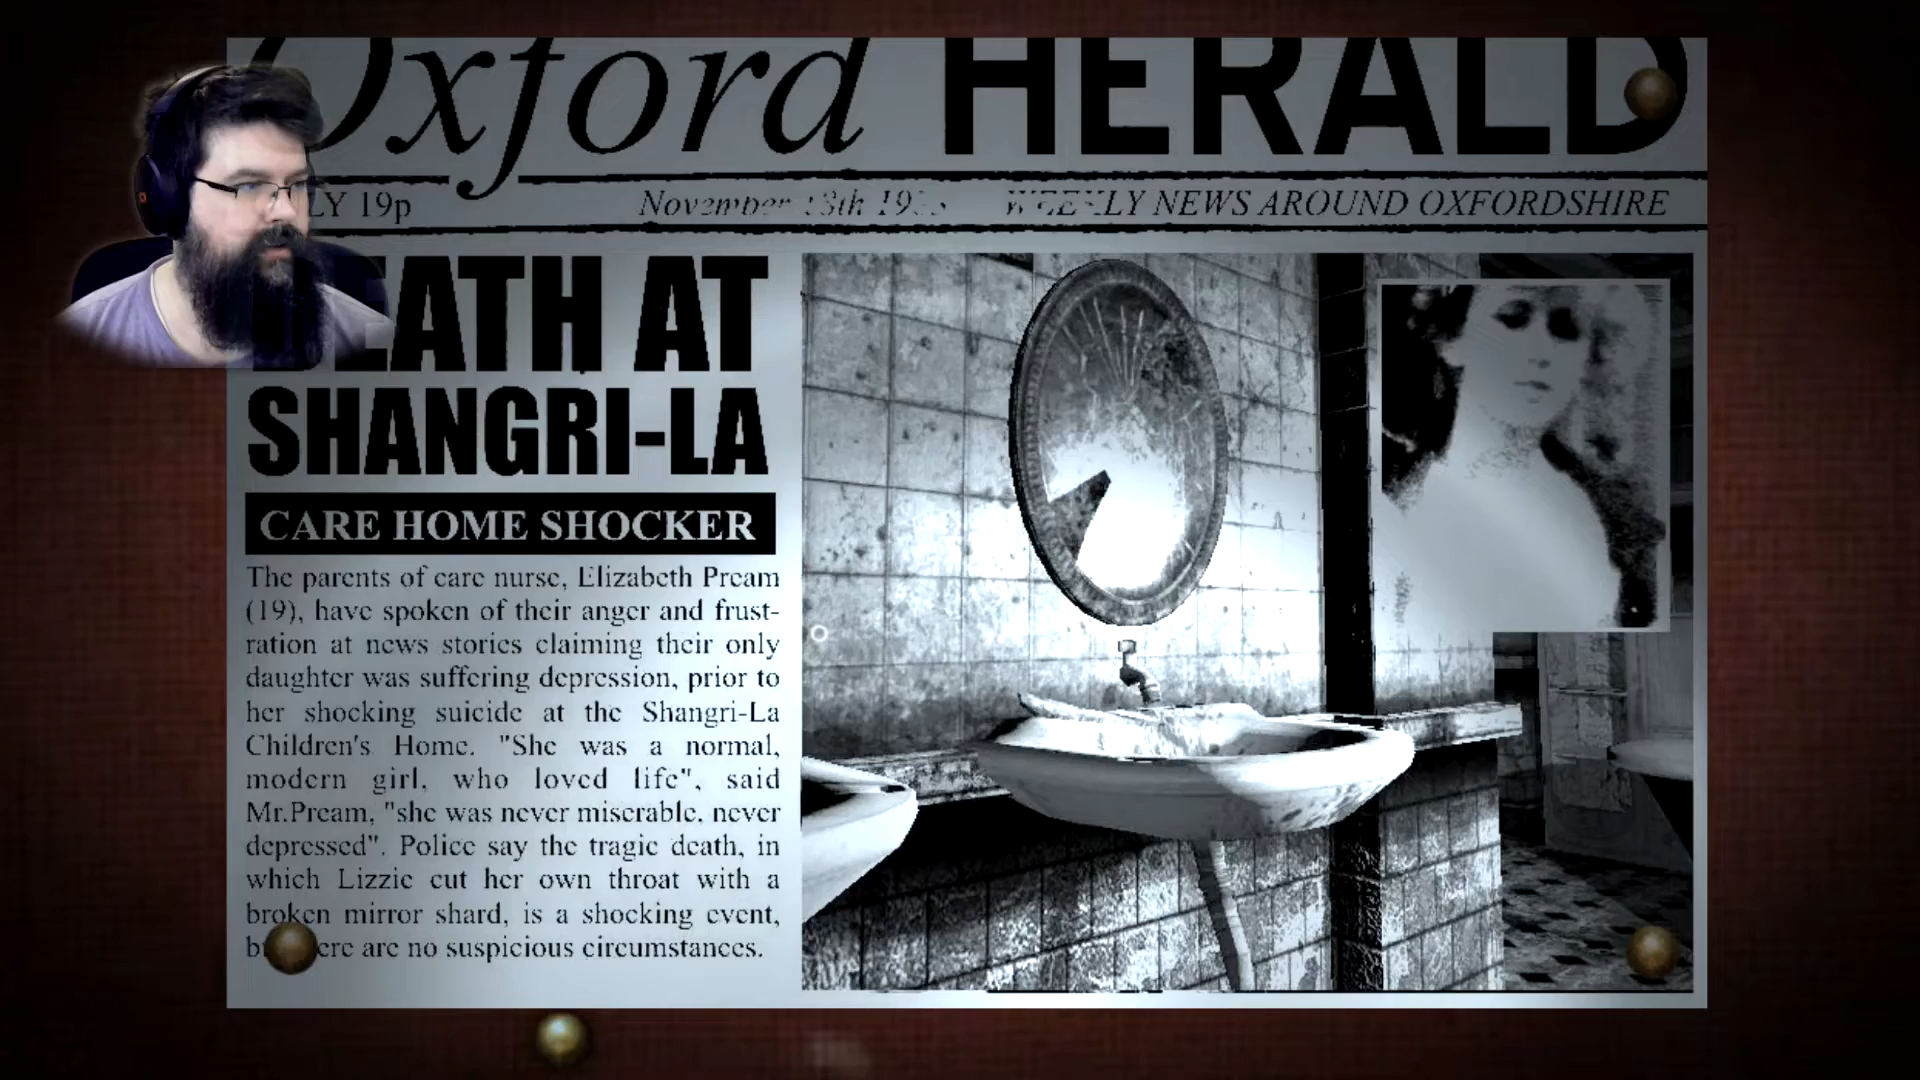 Oxford HERALD
LY 19p WEEKLY NEWS AROUND OXFORDSHIRE
DEATH AT
SHANGRI-LA
CARE HOME SHOCKER
The parents of care nurse, Elizabeth Pream
(19), have spoken of their anger and frust-
ration at news stories claiming their only
daughter was suffering depression, prior to
her shocking suicide at the Shangri-La
Children's Home. "She was a normal,
modern girl, who loved life", said
Mr.Pream, "she was never miserable, never
depressed". Police say the tragic death, in
which Lizzie cut her own throat with a
broken mirror shard, is a shocking event,
ere are no suspicious circumstances.